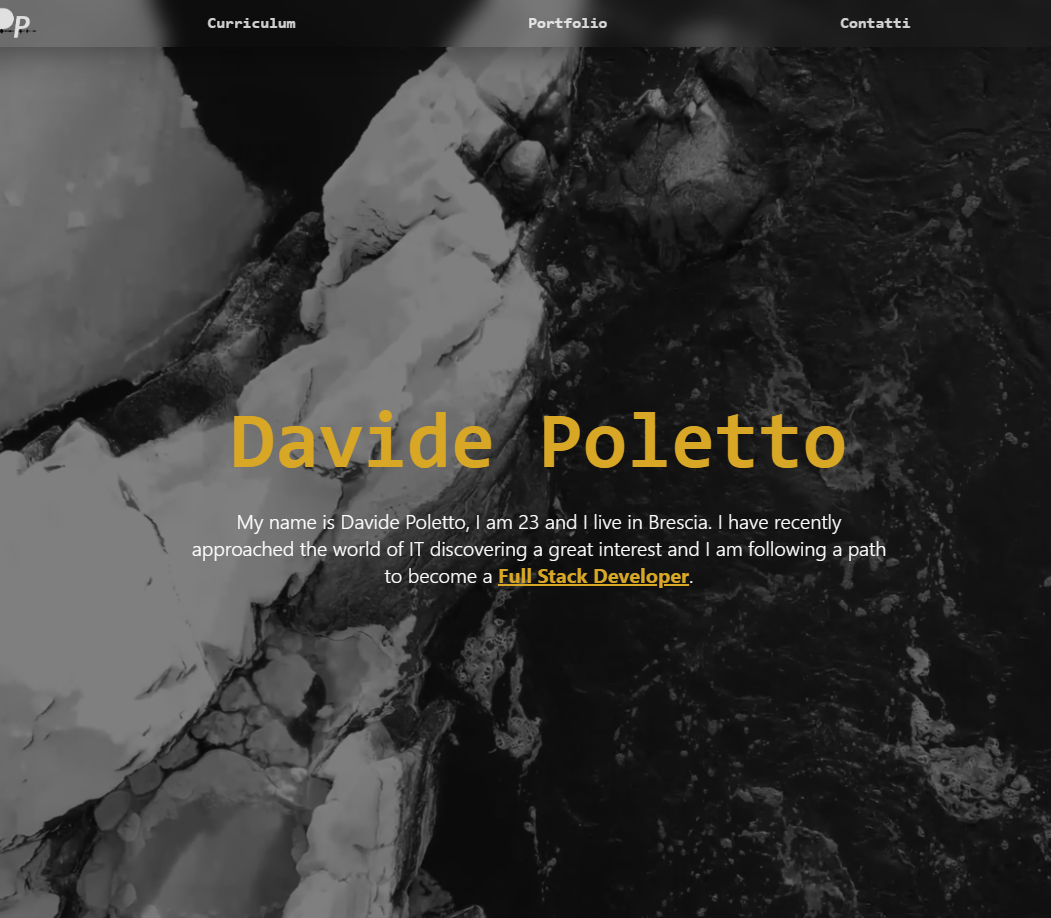 P
Curriculum Portfolio Contatti
Davide Poletto
My name is Davide Poletto, I am 23 and I live in Brescia. I have recently
approached the world of IT discovering a great interest and I am following a path
to become a Full Stack Developer.